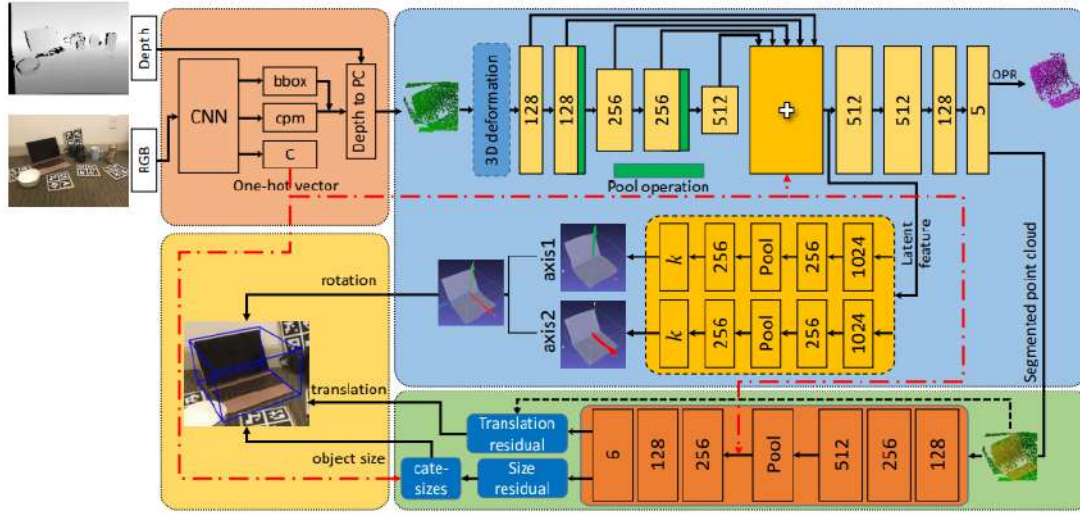 Depth
RGB
CNN
bbox
cpm
C
One-hot vector
Depth to PC
3D deformation
128
128
256
256
512
Pool operation
+
512
512
128
5
OPR
Latent
feature
Segmented point cloud
axis1
k
256
Pool
256
1024
axis2
k
256
Pool
256
1024
rotation
translation
object size
Translation
residual
Size
residual
cate-
sizes
6
128
256
Pool
512
256
128